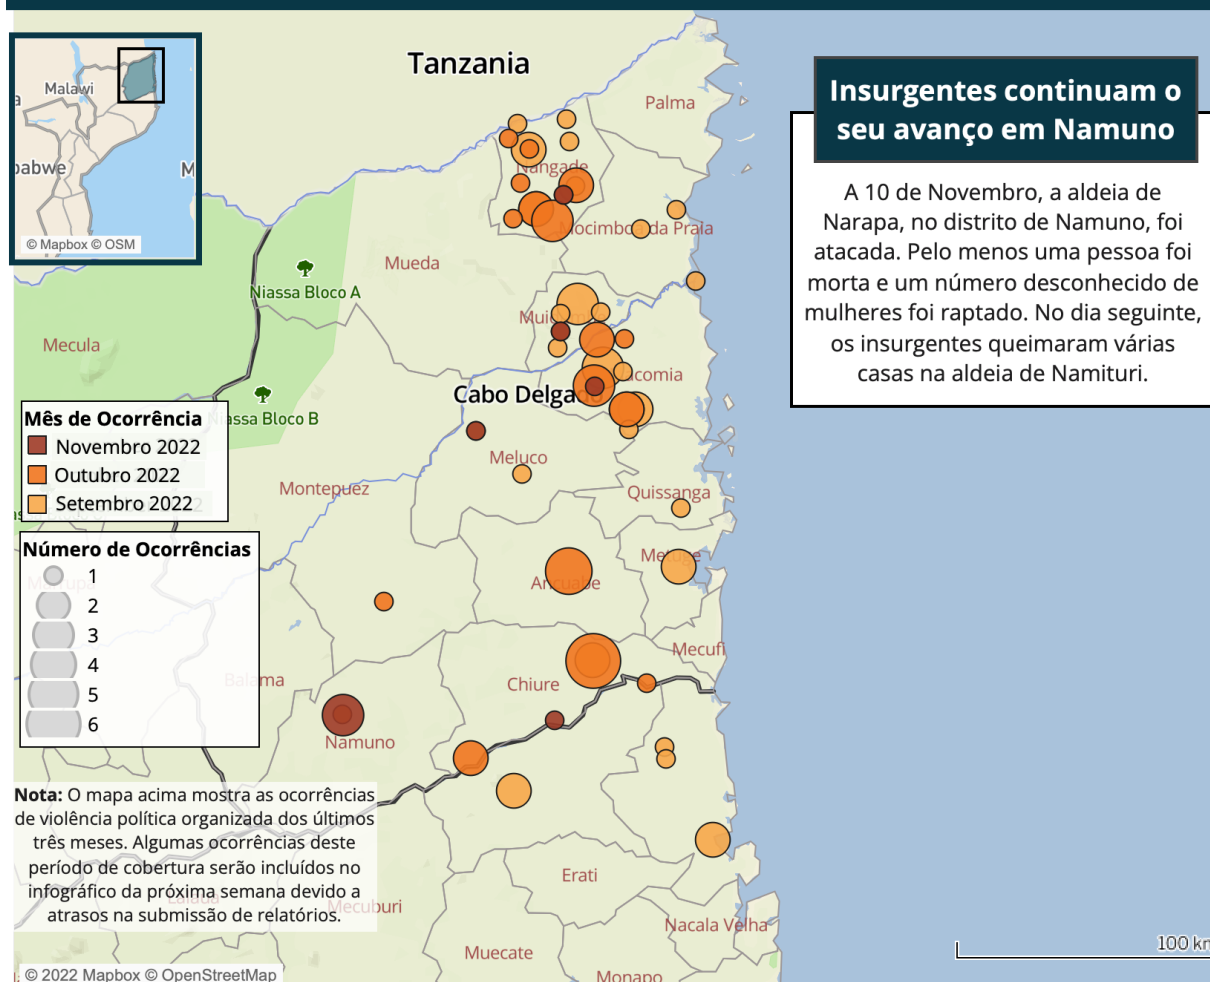 Tanzania
Palma
Malawi
© Mapbox © OSM
Insurgentes continuam o
seu avanço em Namuno
A 10 de Novembro, a aldeia de
Narapa, no distrito de Namuno, foi
atacada. Pelo menos uma pessoa foi
morta e um número desconhecido de
mulheres foi raptado. No dia seguinte,
os insurgentes queimaram várias
casas na aldeia de Namituri.
Nangade
Mueda
Niassa Bloco A
Mecula
Cabo Delgado
Bloco B
Mês de Ocorrência
Novembro 2022
Outubro 2022
Setembro 2022
Meluco
Montepuez
Quissanga
Número de Ocorrências
1
2
3
4
5
6
Metuge
Ancuabe
Mecufi
Chiure
Balama
Namuno
Nota: O mapa acima mostra as ocorrências
de violência política organizada dos últimos
três meses. Algumas ocorrências deste
período de cobertura serão incluídos no
infográfico da próxima semana devido a
atrasos na submissão de relatórios.
Erati
Mecuburi
Nacala Velha
Muecate
Monapo
100 km
© 2022 Mapbox © OpenStreetMap